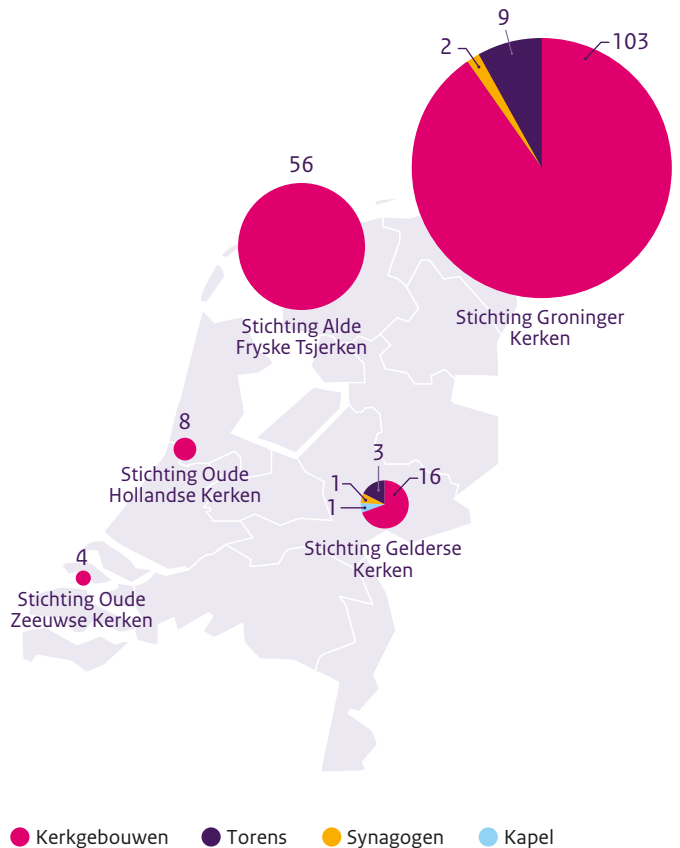 9
2
103
56
Stichting Groninger
Kerken
Stichting Alde
Fryske Tsjerken
8
Stichting Oude
Hollandse Kerken
3
1
16
1
Stichting Gelderse
Kerken
4
Stichting Oude
Zeeuwse Kerken
Kerkgebouwen
Torens
Synagogen
Kapel